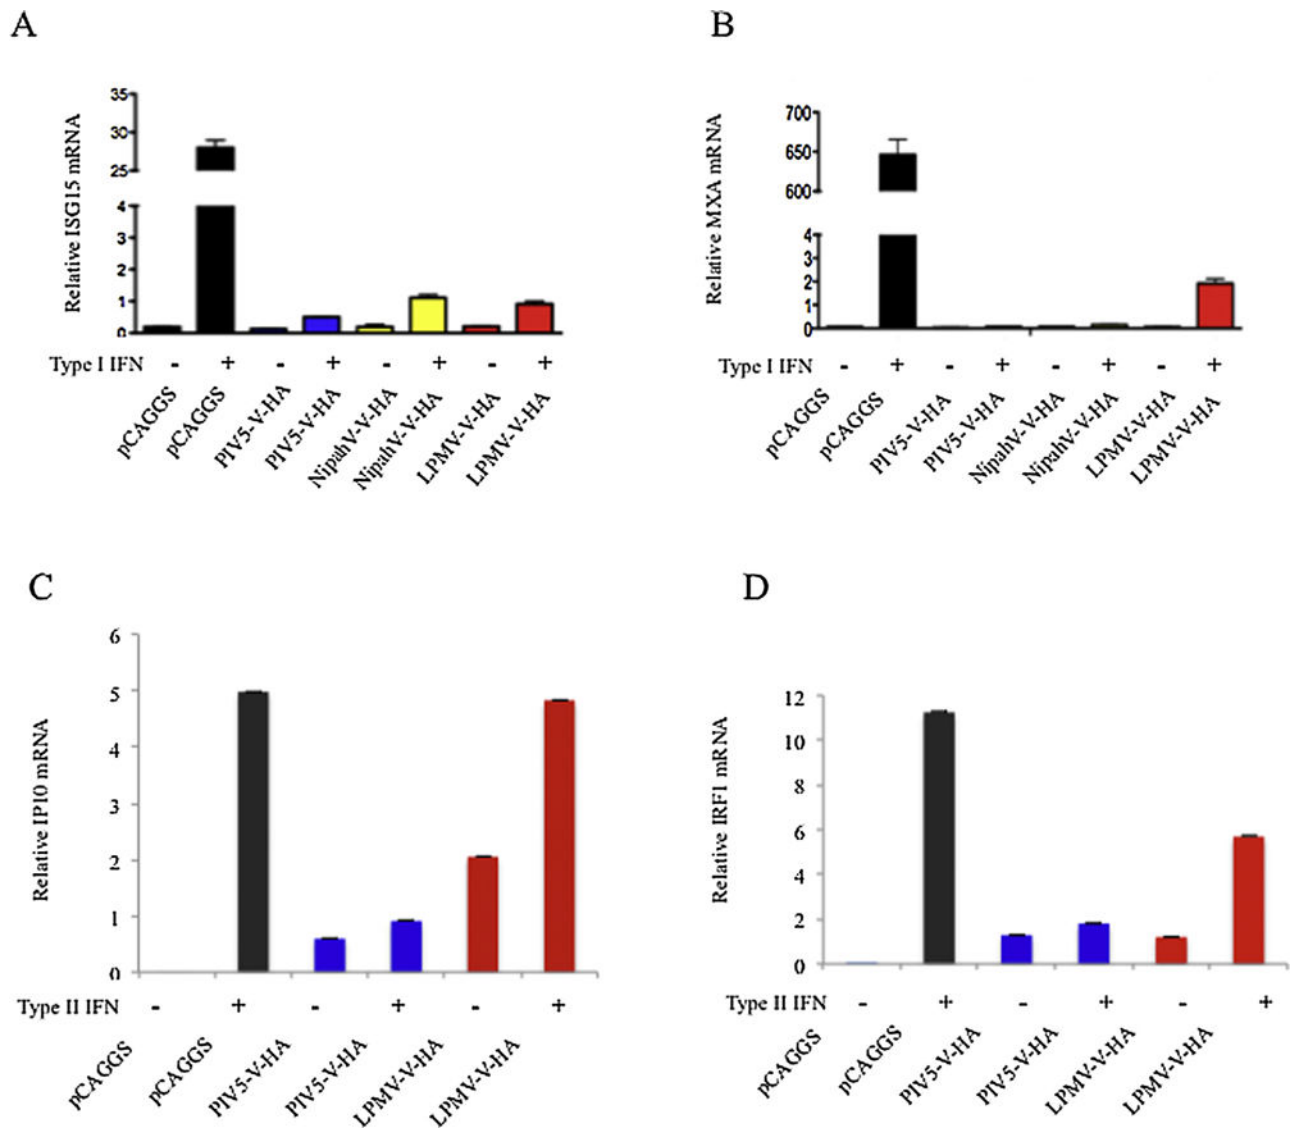 A
B
Relative ISG15 mRNA
35
30
25
4
3
2
1
0
Type I IFN - + - + - + - +
pCAGGS pCAGGS PIV5-V-HA PIV5-V-HA NipahV-V-HA NipahV-V-HA LPMV-V-HA LPMV-V-HA
Relative MXA mRNA
700
650
600
4
3
2
1
0
Type I IFN - + - + - + - +
pCAGGS pCAGGS PIV5-V-HA PIV5-V-HA NipahV-V-HA NipahV-V-HA LPMV-V-HA LPMV-V-HA
C
D
Relative IP10 mRNA
6
5
4
3
2
1
0
Type II IFN - + - + - +
pCAGGS pCAGGS PIV5-V-HA PIV5-V-HA LPMV-V-HA LPMV-V-HA
Relative IRF1 mRNA
12
10
8
6
4
2
0
Type II IFN - + - + - +
pCAGGS pCAGGS PIV5-V-HA PIV5-V-HA LPMV-V-HA LPMV-V-HA